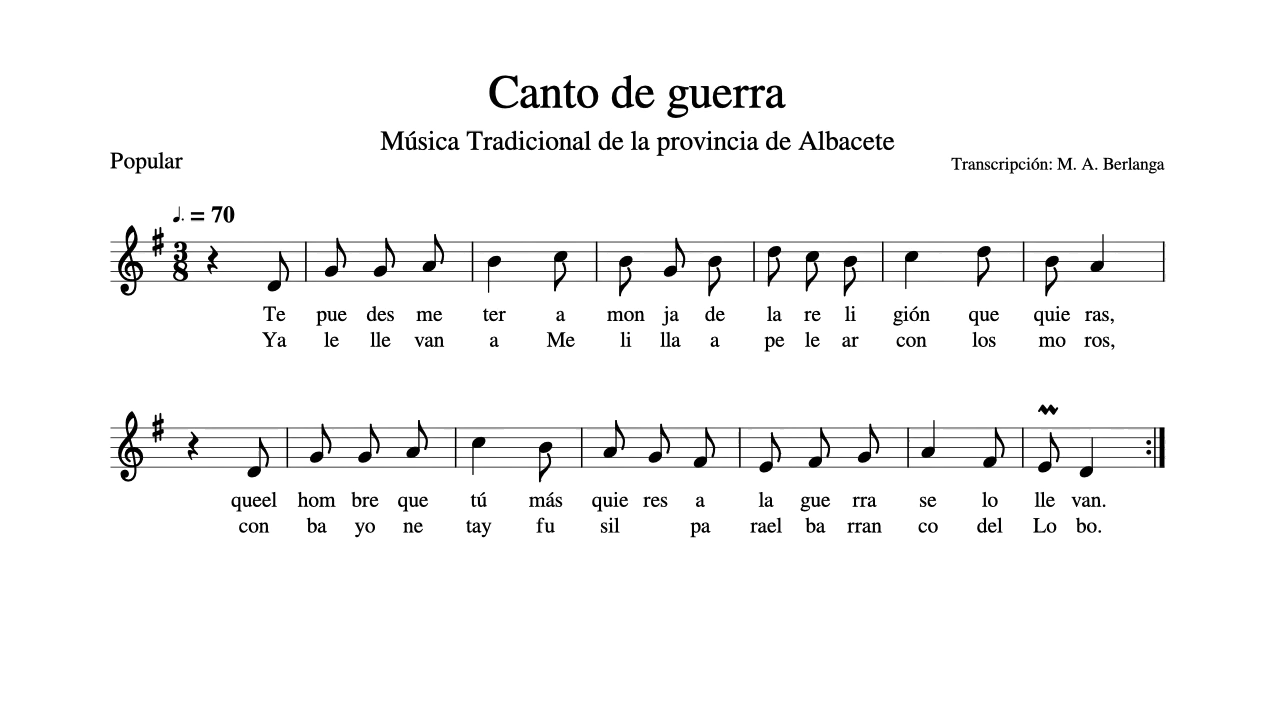 Canto de guerra
Música Tradicional de la provincia de Albacete
Popular
Transcripción: M. A. Berlanga
♩. = 70
3
8
Te pue des me ter a mon ja de la re li gión que quie ras,
Ya le lle van a Me li lla a pe le ar con los mo ros,
queel hom bre que tú más quie res a la gue rra se lo lle van.
con ba yo ne tay fu sil pa rael ba rran co del Lo bo.